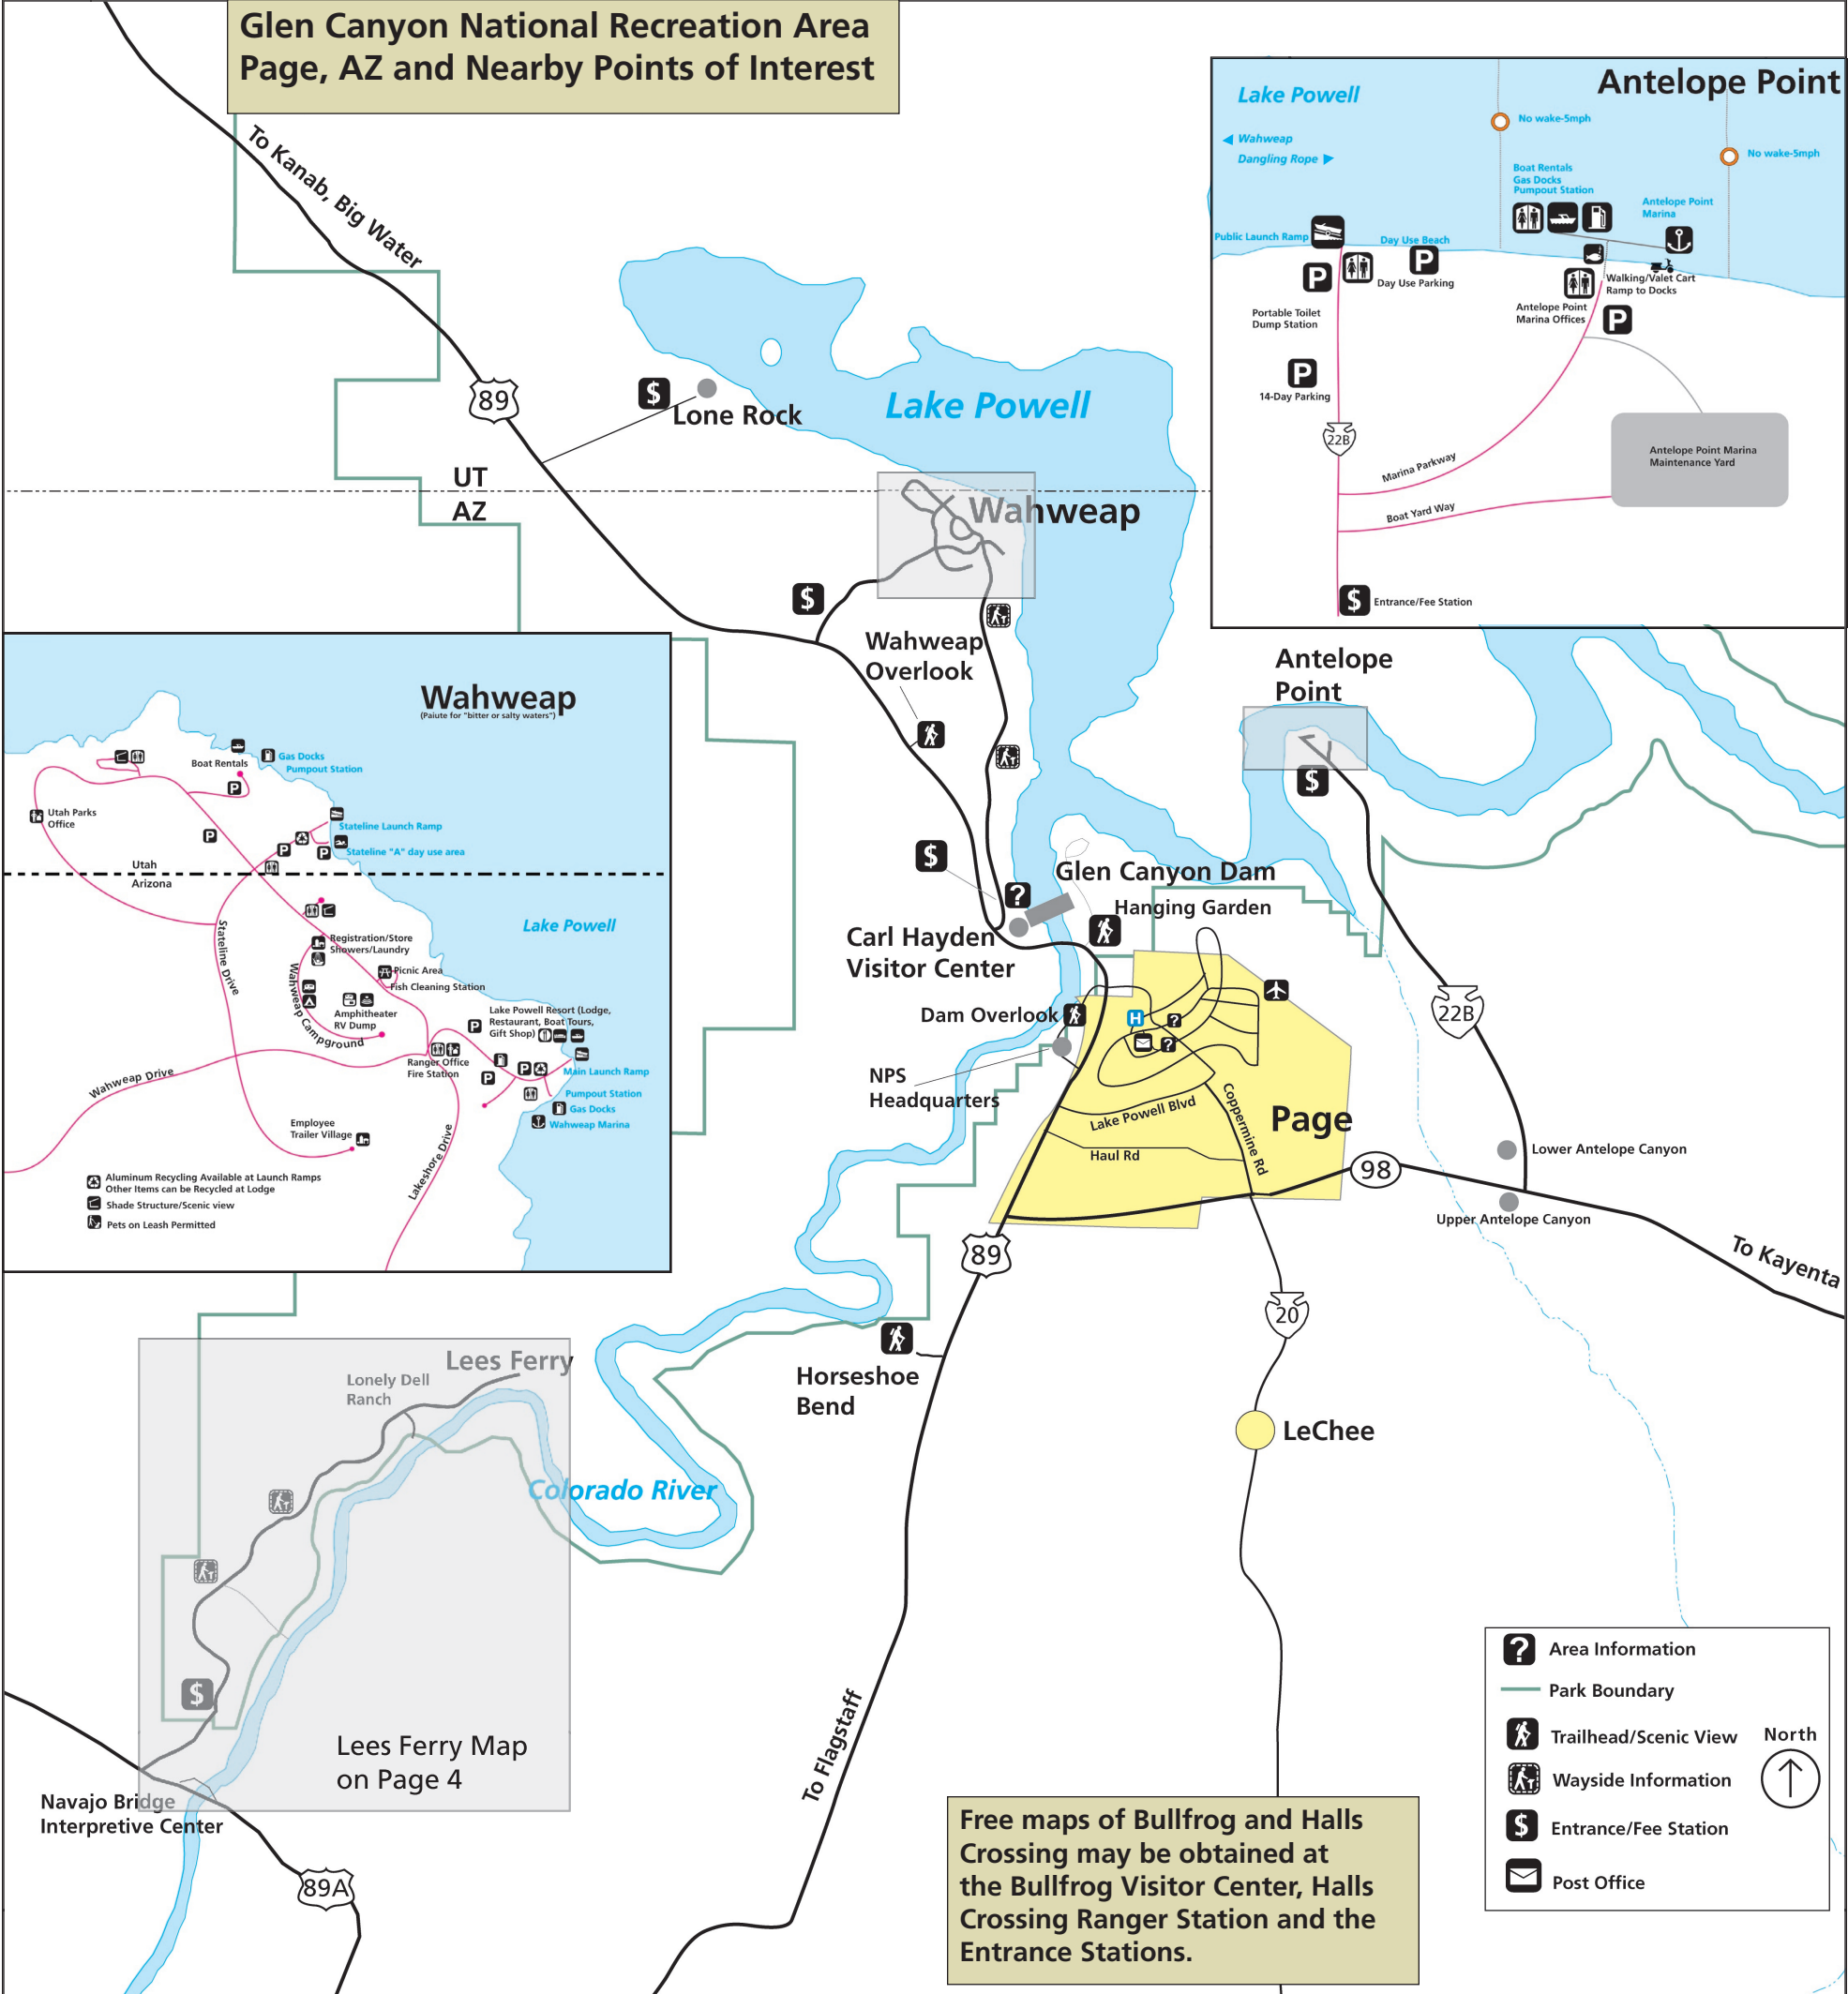 Glen Canyon National Recreation Area
Page, AZ and Nearby Points of Interest
To Kanab, Big Water
89
Lone Rock
$
Lake Powell
UT
AZ
Wahweap
$
Wahweap
Overlook
$
?
Glen Canyon Dam
Hanging Garden
Carl Hayden
Visitor Center
Dam Overlook
NPS
Headquarters
H
?
?
Lake Powell Blvd
Coppermine Rd
Haul Rd
Page
98
89
20
LeChee
Horseshoe
Bend
To Flagstaff
Antelope
Point
$
22B
Lower Antelope Canyon
Upper Antelope Canyon
To Kayenta
Antelope Point
Lake Powell
Wahweap
Dangling Rope
No wake-5mph
No wake-5mph
Boat Rentals
Gas Docks
Pumpout Station
Antelope Point
Marina
Public Launch Ramp
Day Use Beach
P
P
Day Use Parking
Walking/Valet Cart
Ramp to Docks
Antelope Point
Marina Offices
P
Portable Toilet
Dump Station
P
14-Day Parking
22B
Marina Parkway
Boat Yard Way
Antelope Point Marina
Maintenance Yard
$
Entrance/Fee Station
Wahweap
(Paiute for "bitter or salty waters")
Boat Rentals
Gas Docks
Pumpout Station
P
Utah Parks
Office
P
Stateline Launch Ramp
P
P
Stateline "A" day use area
Utah
Arizona
Lake Powell
Stateline Drive
Registration/Store
Showers/Laundry
Picnic Area
Fish Cleaning Station
Wahweap Campground
Amphitheater
RV Dump
P
Lake Powell Resort (Lodge,
Restaurant, Boat Tours,
Gift Shop)
Ranger Office
Fire Station
P
P
Main Launch Ramp
Pumpout Station
Gas Docks
Wahweap Marina
Wahweap Drive
Employee
Trailer Village
Lakeshore Drive
Aluminum Recycling Available at Launch Ramps
Other Items can be Recycled at Lodge
Shade Structure/Scenic view
Pets on Leash Permitted
Lees Ferry
Lonely Dell
Ranch
Colorado River
$
Lees Ferry Map
on Page 4
Navajo Bridge
Interpretive Center
89A
Free maps of Bullfrog and Halls
Crossing may be obtained at
the Bullfrog Visitor Center, Halls
Crossing Ranger Station and the
Entrance Stations.
? Area Information
Park Boundary
Trailhead/Scenic View
North
Wayside Information
$ Entrance/Fee Station
Post Office